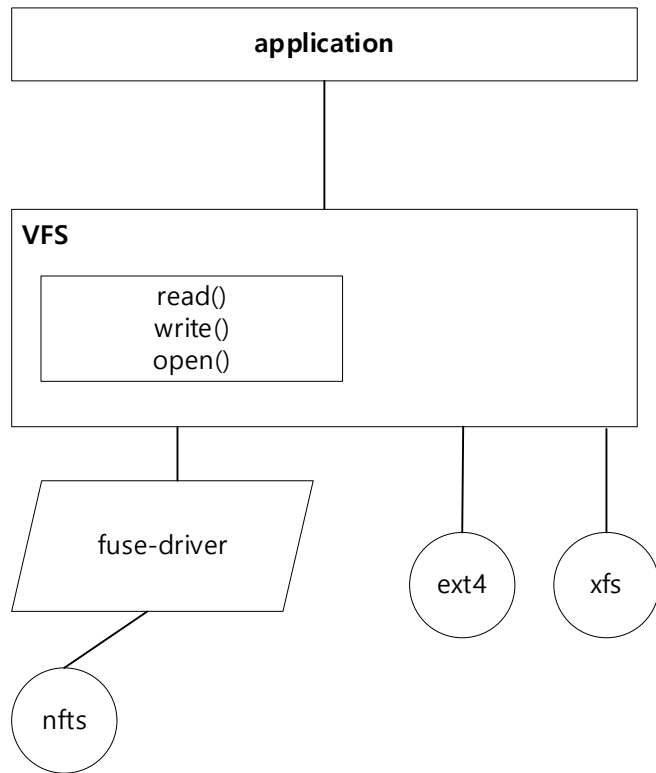 application
VFS
read()
write()
open()
fuse-driver
ext4
xfs
nfts